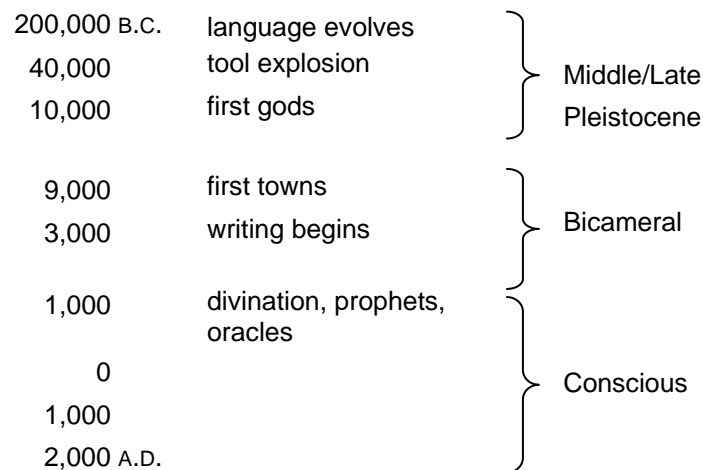 200,000 B.C. language evolves
40,000 tool explosion
Middle/Late
10,000 first gods
Pleistocene
9,000 first towns
3,000 writing begins
Bicameral
1,000 divination, prophets,
oracles
0
Conscious
1,000
2,000 A.D.